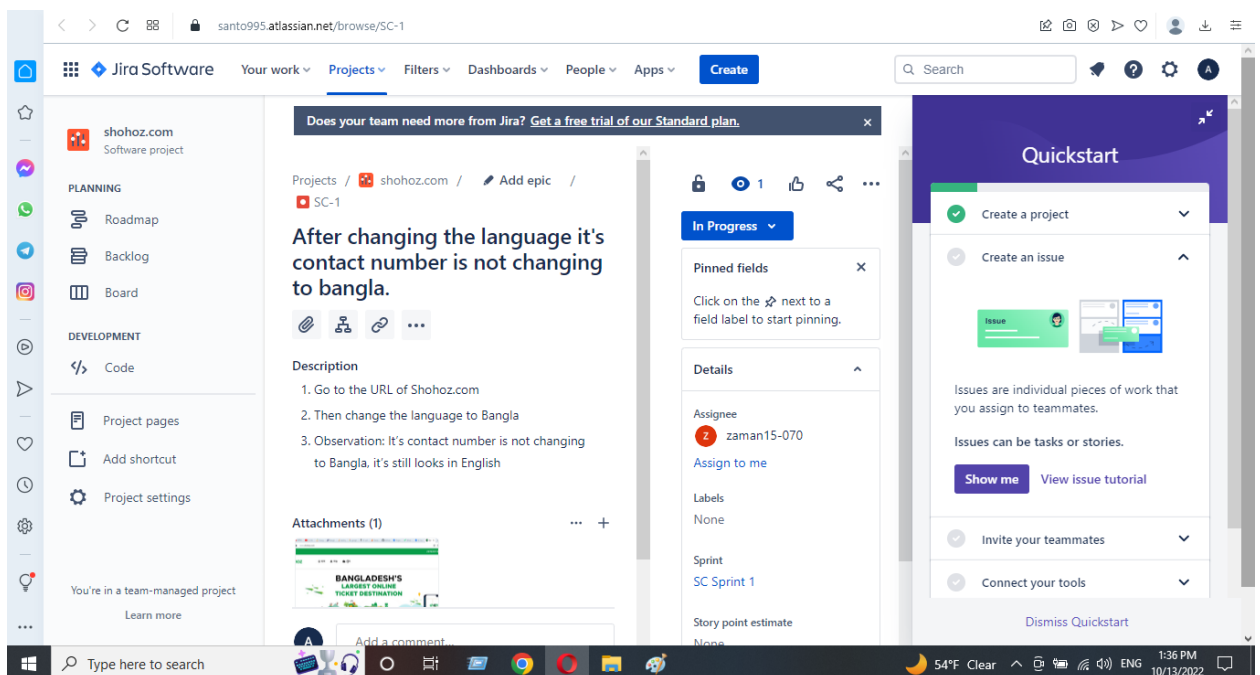 santo995.atlassian.net/browse/SC-1
Jira Software
Your work
Projects
Filters
Dashboards
People
Apps
Create
Search
A
shohoz.com
Software project
PLANNING
Roadmap
Backlog
Board
DEVELOPMENT
Code
Project pages
Add shortcut
Project settings
You're in a team-managed project
Learn more
Does your team need more from Jira? Get a free trial of our Standard plan.
Projects / shohoz.com / Add epic /
SC-1
After changing the language it's
contact number is not changing
to bangla.
Description
1. Go to the URL of Shohoz.com
2. Then change the language to Bangla
3. Observation: It's contact number is not changing
to Bangla, it's still looks in English
Attachments (1)
BANGLADESH'S
LARGEST ONLINE
TICKET DESTINATION
A
Add a comment...
1
In Progress
Pinned fields
Click on the next to a
field label to start pinning.
Details
Assignee
Z zaman15-070
Assign to me
Labels
None
Sprint
SC Sprint 1
Story point estimate
None
Quickstart
Create a project
Create an issue
Issue
Issues are individual pieces of work that
you assign to teammates.
Issues can be tasks or stories.
Show me
View issue tutorial
Invite your teammates
Connect your tools
Dismiss Quickstart
Type here to search
54°F Clear
ENG
1:36 PM
10/13/2022